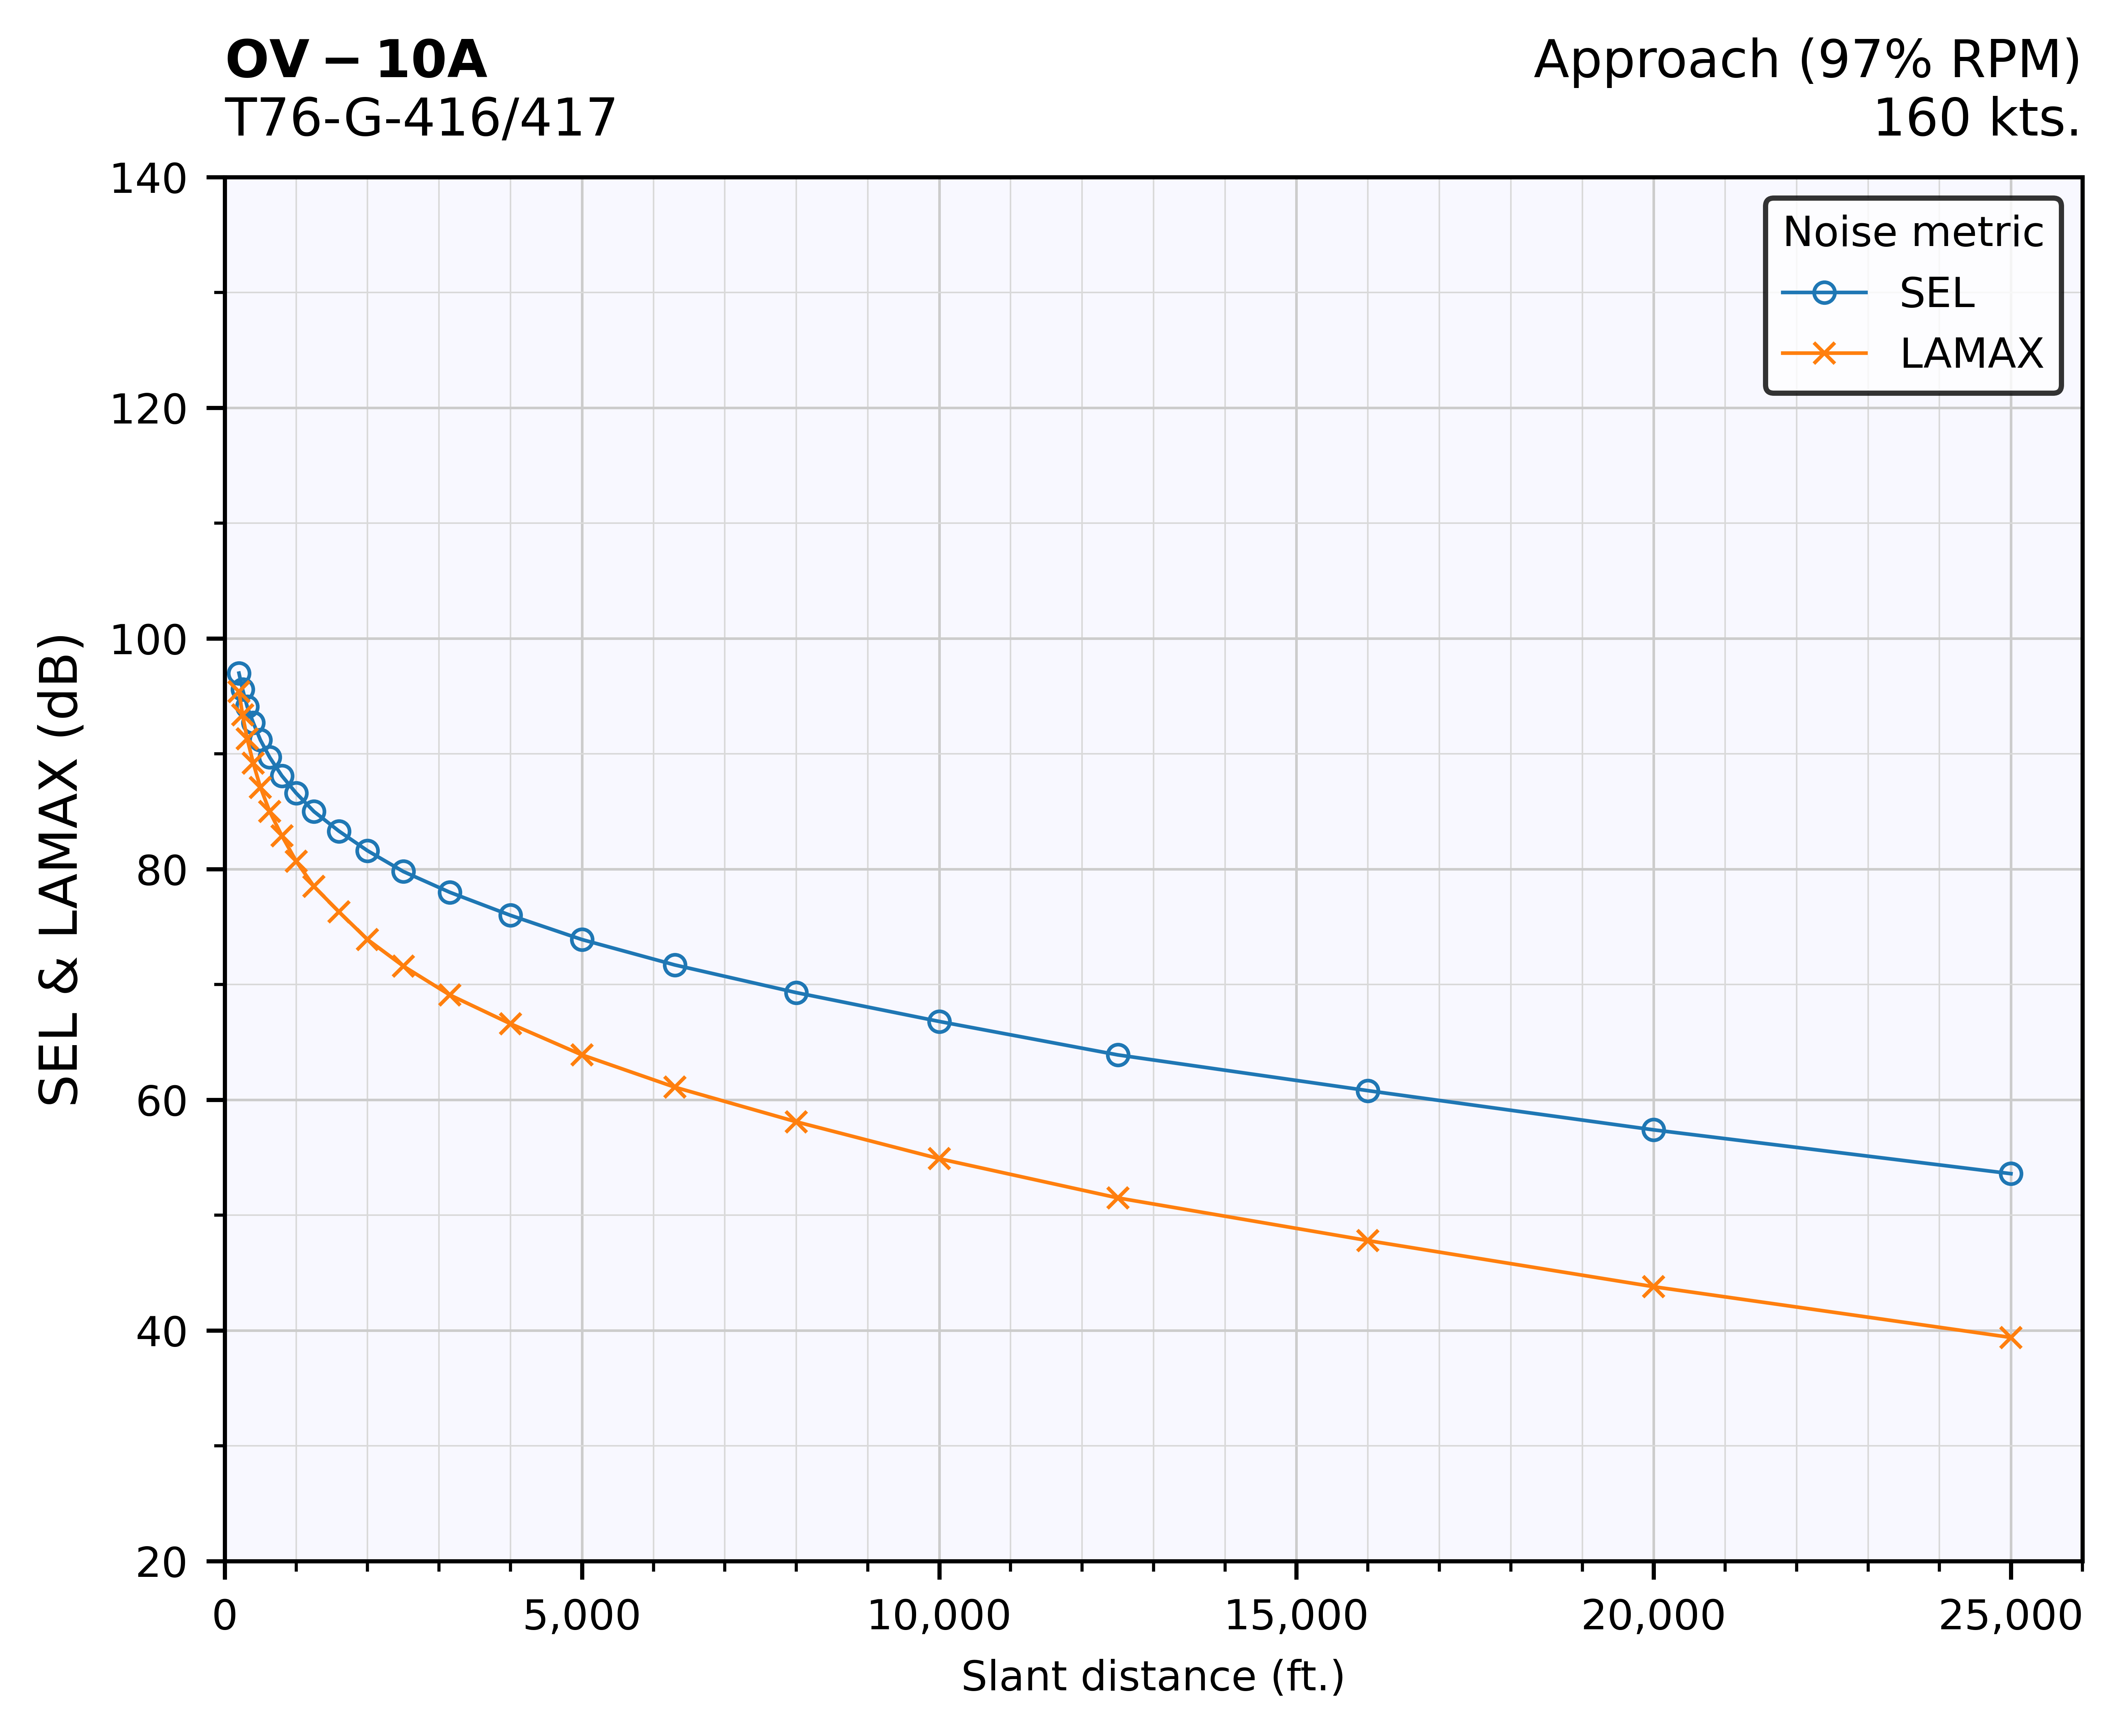 OV – 10A
T76-G-416/417
Approach (97% RPM)
160 kts.
Noise metric
SEL
LAMAX
SEL & LAMAX (dB)
140
120
100
80
60
40
20
0
5,000
10,000
15,000
20,000
25,000
Slant distance (ft.)